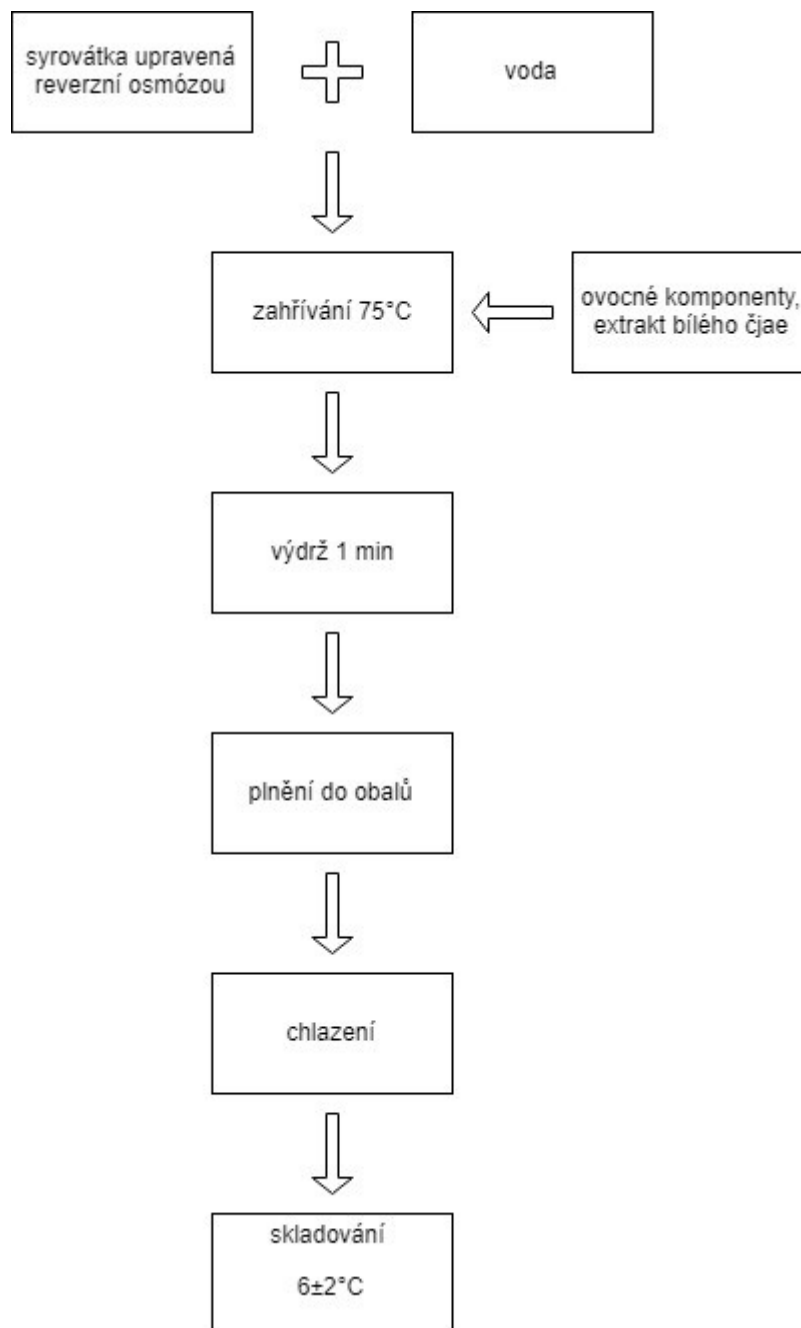 syrovátka upravená
reverzní osmózou
voda
zahřívání 75°C
ovocné komponenty,
extrakt bílého čjae
výdrž 1 min
plnění do obalů
chlazení
skladování
6±2°C